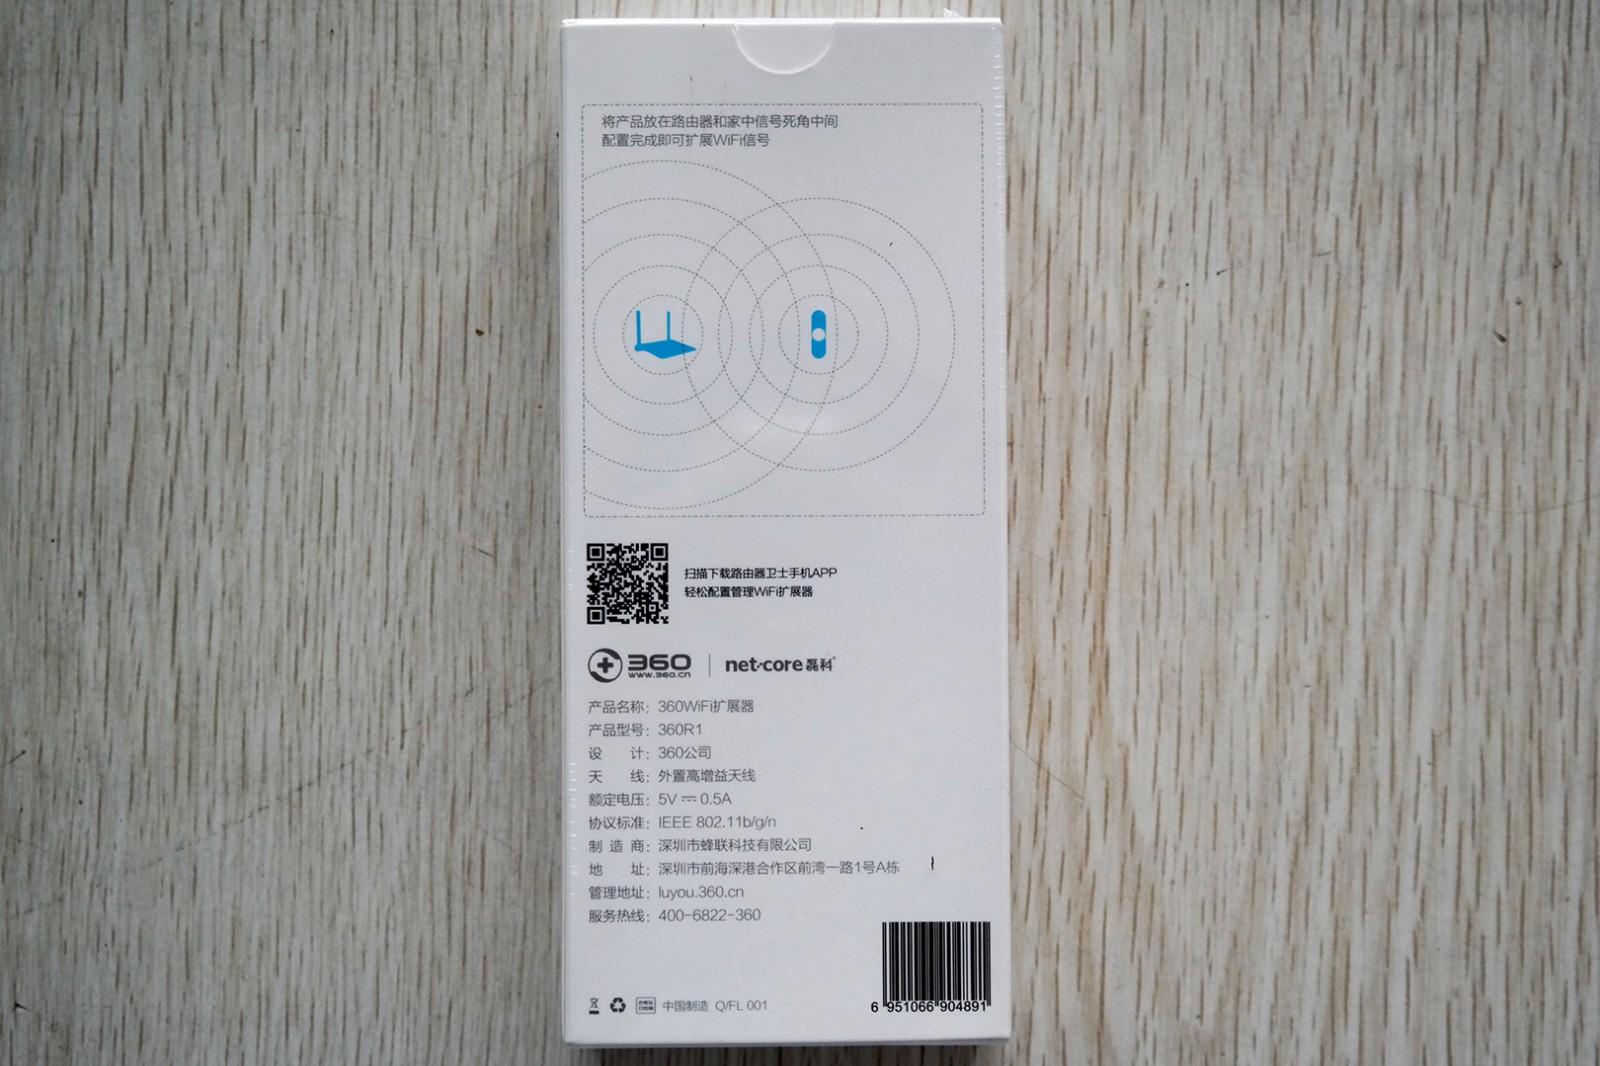 将产品放在路由器和家中信号死角中间
配置完成即可扩展WiFi信号
扫描下载路由器卫士手机APP
轻松配置管理WiFi扩展器
360
www.360.cn
net·core磊科
产品名称：360WiFi扩展器
产品型号：360R1
设 计：360公司
天 线：外置高增益天线
额定电压：5V 0.5A
协议标准：IEEE 802.11b/g/n
制 造 商：深圳市蜂联科技有限公司
地 址：深圳市前海深港合作区前湾一路1号A栋
管理地址：luyou.360.cn
服务热线：400-6822-360
中国制造 Q/FL 001
6 951066 904891